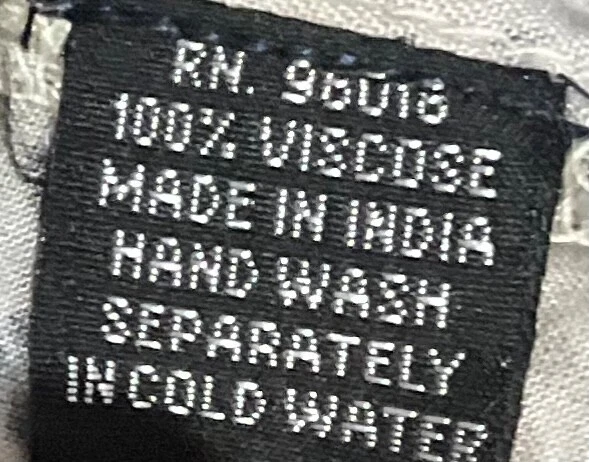 RN. 96016
100% VISCOSE
MADE IN INDIA
HAND WASH
SEPARATELY
IN COLD WATER